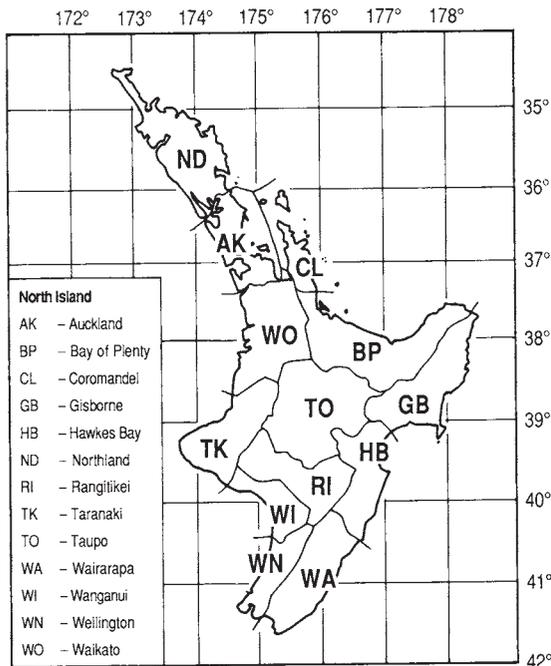 172° 174° 175° 176° 177° 178°
35°
ND
36°
AK
CL
37°
North Island
AK – Auckland
BP – Bay of Plenty
CL – Coromandel
GB – Gisborne
HB – Hawkes Bay
ND – Northland
RI – Rangitikei
TK – Taranaki
TO – Taupo
WA – Wairarapa
WI – Wanganui
WN – Wellington
WO – Waikato
WO
38°
BP
TO
GB
39°
TK
HB
RI
40°
WI
WN
WA
41°
42°